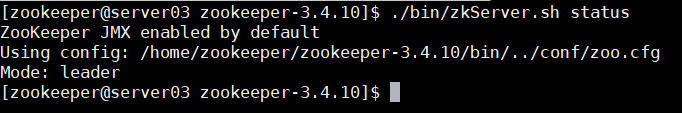 [zookeeper@server03 zookeeper-3.4.10]$ ./bin/zkServer.sh status
ZooKeeper JMX enabled by default
Using config: /home/zookeeper/zookeeper-3.4.10/bin/../conf/zoo.cfg
Mode: leader
[zookeeper@server03 zookeeper-3.4.10]$